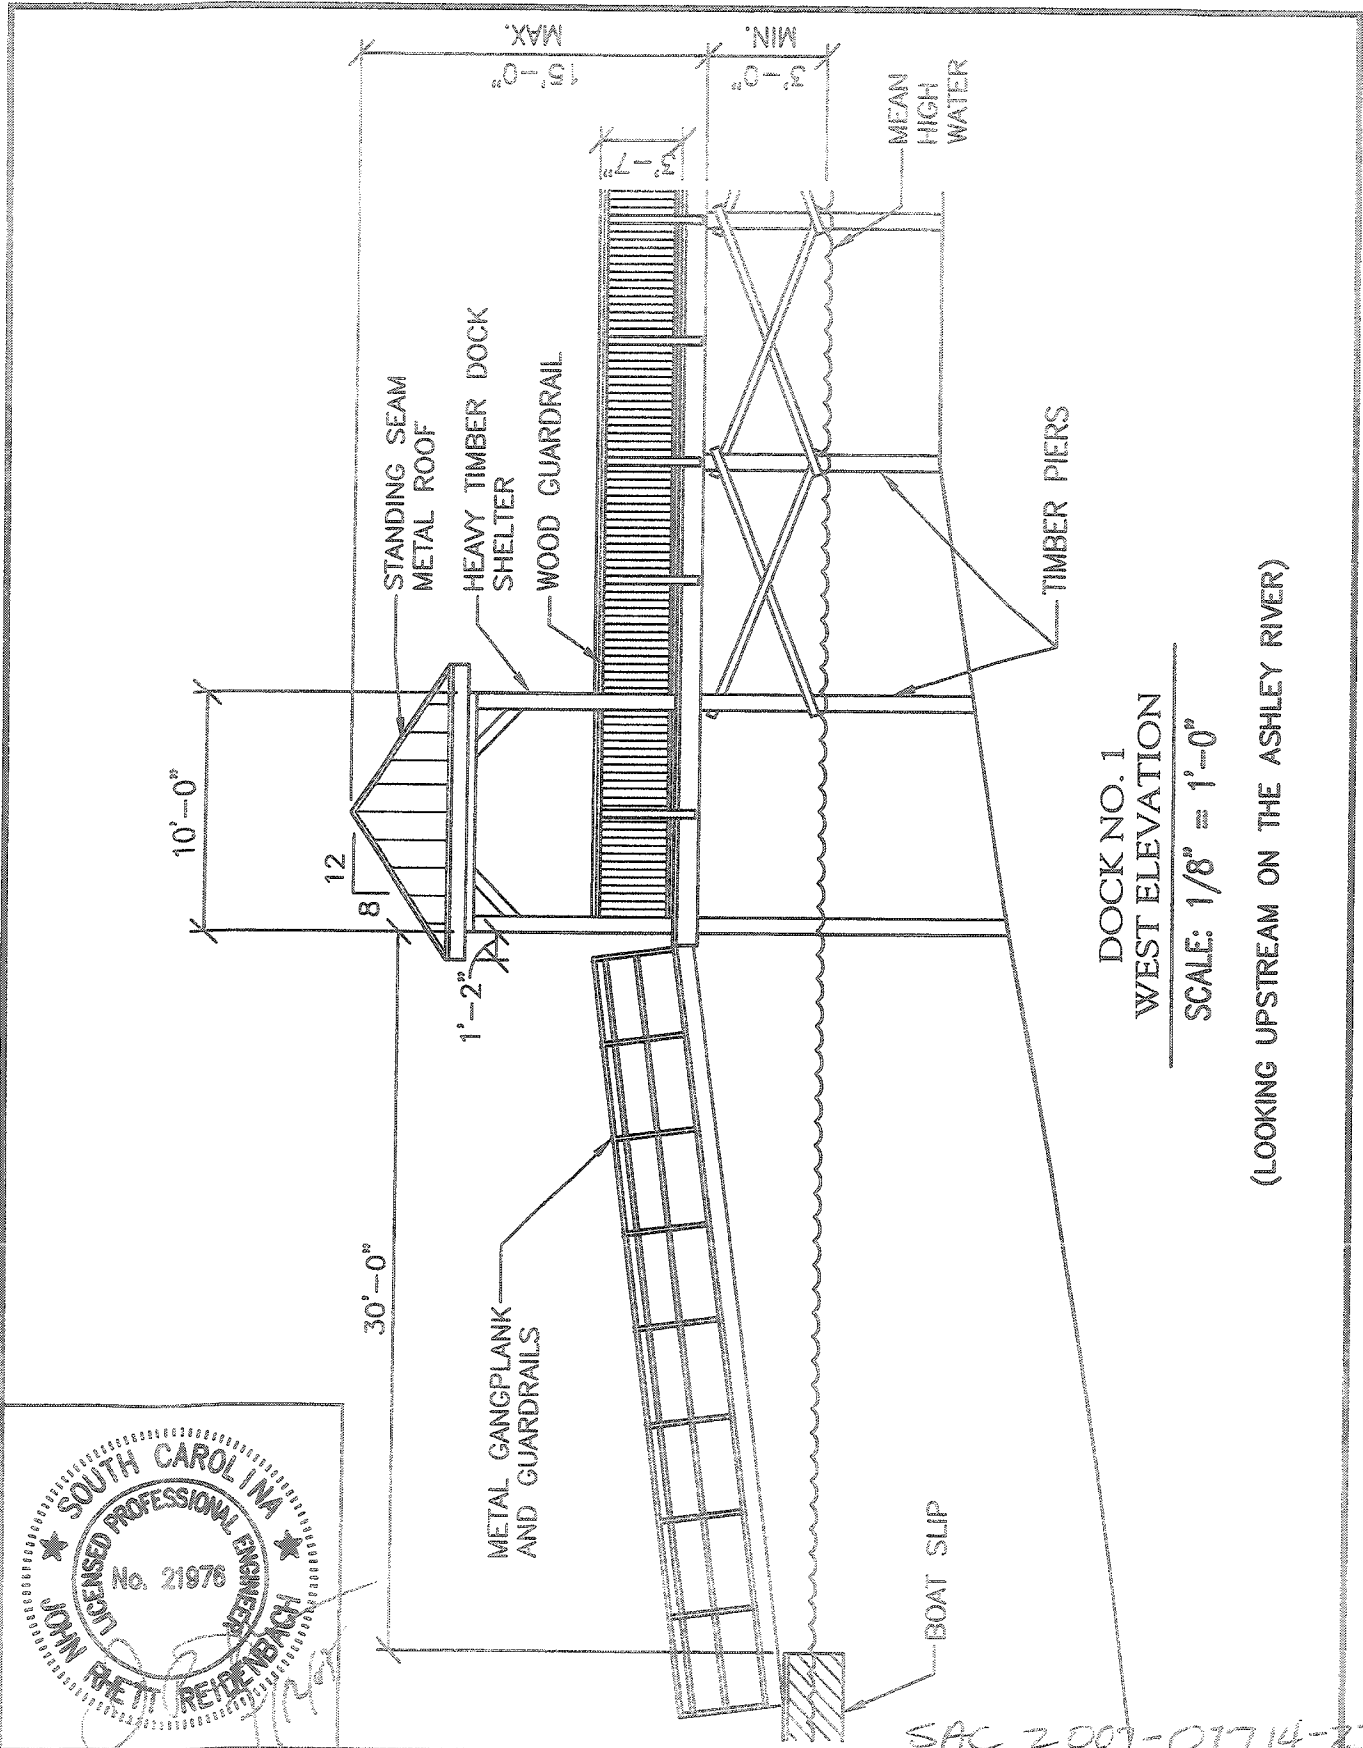 SOUTH CAROLINA
LICENSED PROFESSIONAL ENGINEER
No. 21976
JOHN RHETT REIDENBACH
30'-0"
10'-0"
12
8
1'-2"
15'-0"
MAX.
3'-0"
MIN.
3'-7"
STANDING SEAM
METAL ROOF
HEAVY TIMBER DOCK
SHELTER
WOOD GUARDRAIL
MEAN
HIGH
WATER
METAL GANGPLANK
AND GUARDRAILS
TIMBER PIERS
BOAT SLIP
DOCK NO. 1
WEST ELEVATION
SCALE: 1/8" = 1'-0"
(LOOKING UPSTREAM ON THE ASHLEY RIVER)
SAC